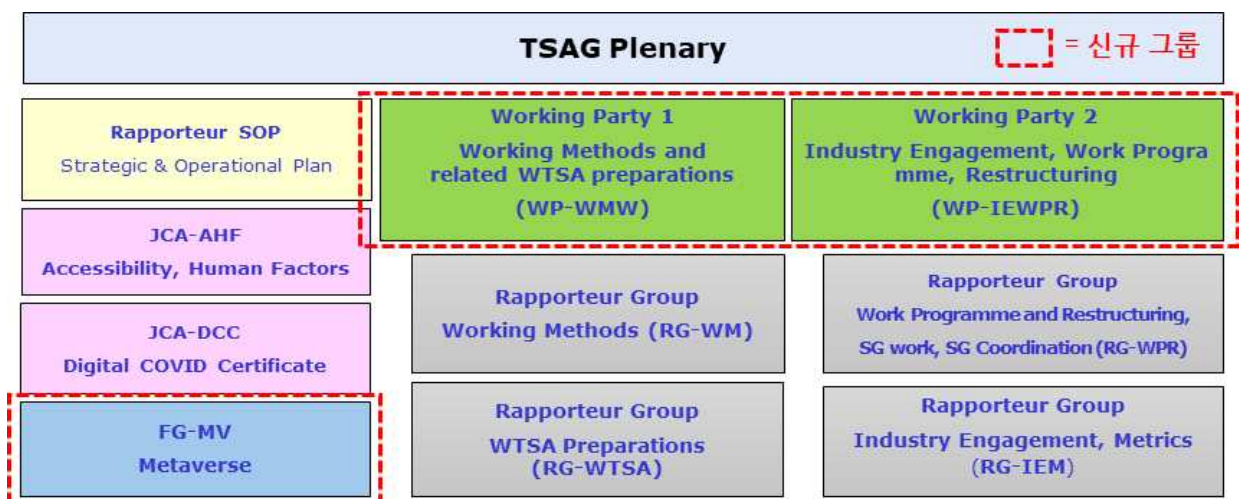 TSAG Plenary
= 신규 그룹
Rapporteur SOP
Strategic & Operational Plan
JCA-AHF
Accessibility, Human Factors
JCA-DCC
Digital COVID Certificate
FG-MV
Metaverse
Working Party 1
Working Methods and
related WTSA preparations
(WP-WMW)
Rapporteur Group
Working Methods (RG-WM)
Rapporteur Group
WTSA Preparations
(RG-WTSA)
Working Party 2
Industry Engagement, Work Progra
mme, Restructuring
(WP-IEWPR)
Rapporteur Group
Work Programme and Restructuring,
SG work, SG Coordination (RG-WPR)
Rapporteur Group
Industry Engagement, Metrics
(RG-IEM)